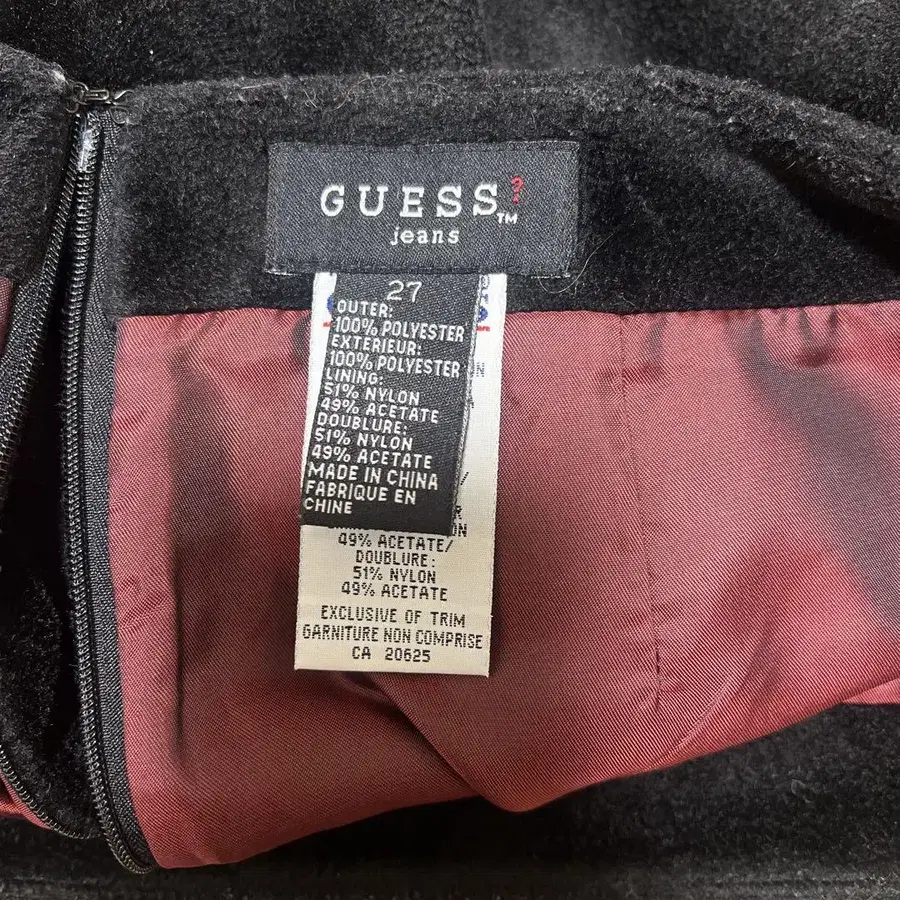 GUESS?™
jeans
27
OUTER:
100% POLYESTER
EXTERIEUR:
100% POLYESTER
LINING:
51% NYLON
49% ACETATE
DOUBLURE:
51% NYLON
49% ACETATE
MADE IN CHINA
FABRIQUE EN
CHINE
49% ACETATE/
DOUBLURE:
51% NYLON
49% ACETATE
EXCLUSIVE OF TRIM
GARNITURE NON COMPRISE
CA 20625